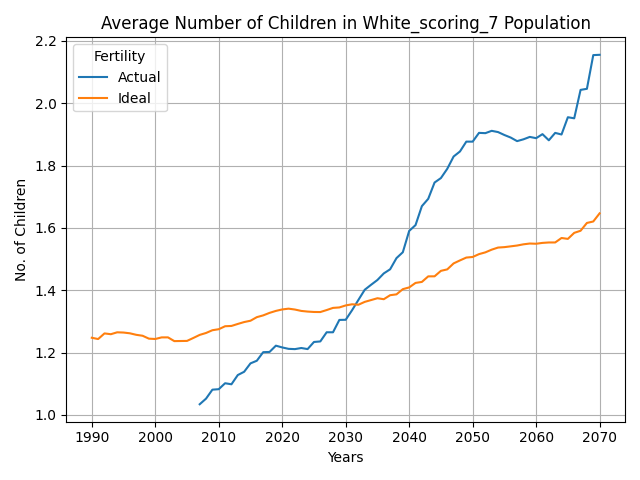 Average Number of Children in White_scoring_7 Population
Fertility
Actual
Ideal
No. of Children
2.2
2.0
1.8
1.6
1.4
1.2
1.0
1990 2000 2010 2020 2030 2040 2050 2060 2070
Years